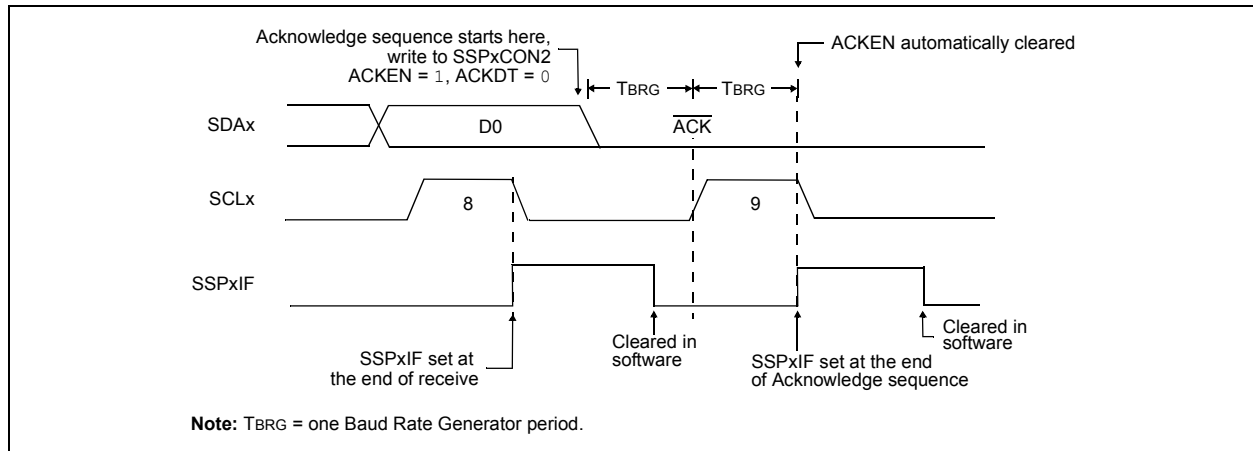 Acknowledge sequence starts here,
write to SSPxCON2
ACKEN = 1, ACKDT = 0
ACKEN automatically cleared
TBRG
TBRG
SDAx
D0
ACK
SCLx
8
9
SSPxIF
SSPxIF set at
the end of receive
Cleared in
software
SSPxIF set at the end
of Acknowledge sequence
Cleared in
software
Note: TBRG = one Baud Rate Generator period.